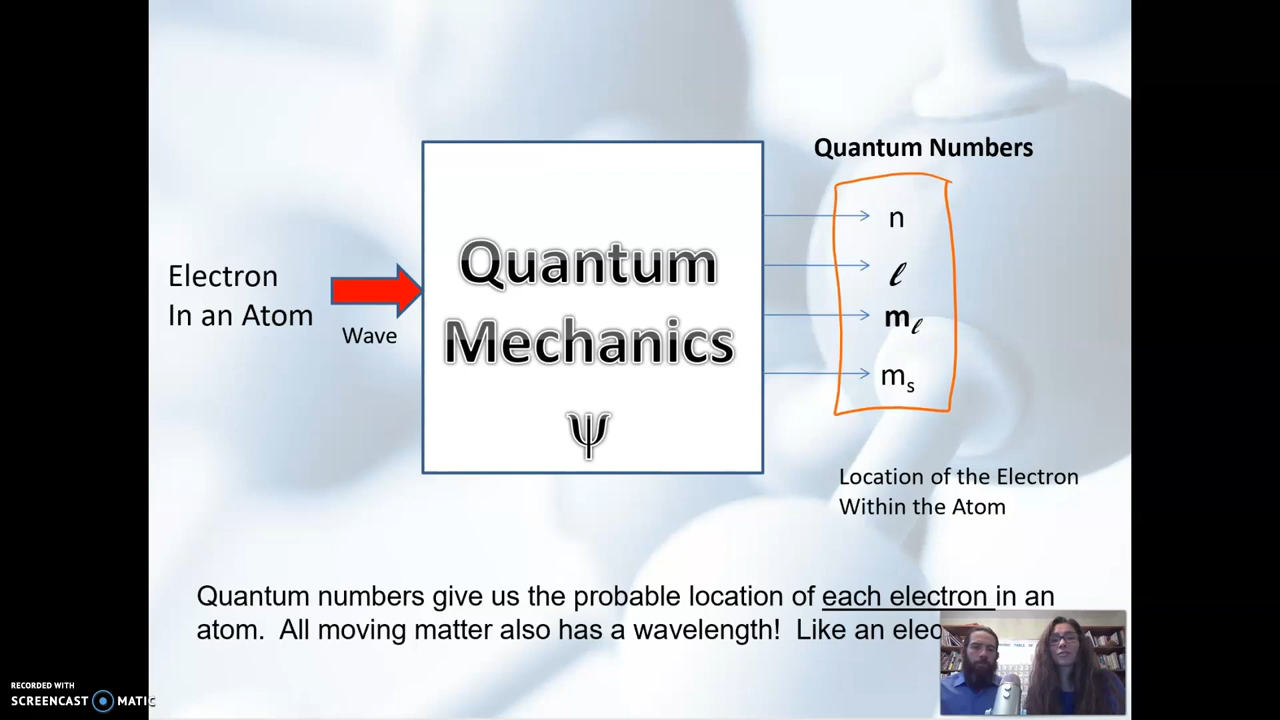 Quantum Numbers
n
ℓ
mℓ
ms
Electron
In an Atom
Wave
Quantum
Mechanics
ψ
Location of the Electron
Within the Atom
Quantum numbers give us the probable location of each electron in an
atom. All moving matter also has a wavelength! Like an
RECORDED WITH
SCREENCAST MATIC